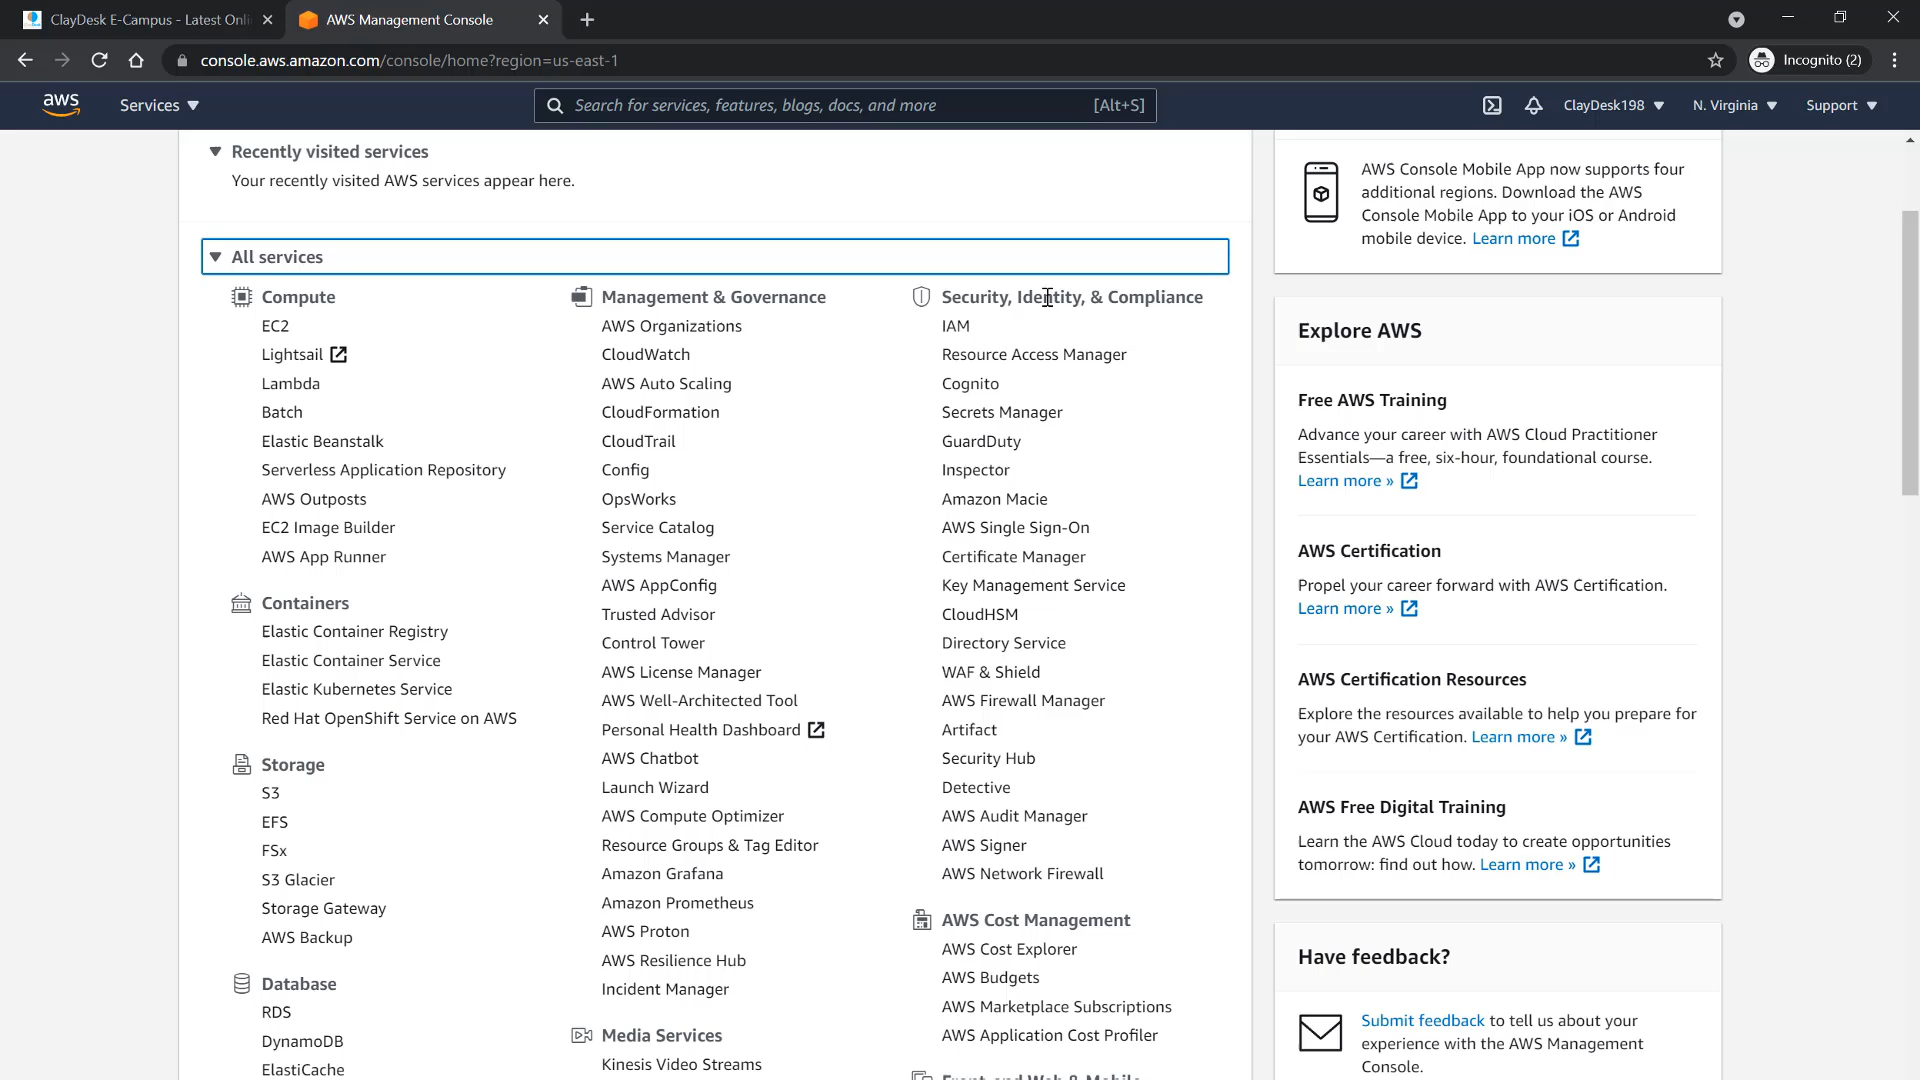 ClayDesk E-Campus - Latest Onli
AWS Management Console
console.aws.amazon.com/console/home?region=us-east-1
Incognito (2)
aws
Services
Search for services, features, blogs, docs, and more
[Alt+S]
ClayDesk198
N. Virginia
Support
Recently visited services
Your recently visited AWS services appear here.
All services
Compute
EC2
Lightsail
Lambda
Batch
Elastic Beanstalk
Serverless Application Repository
AWS Outposts
EC2 Image Builder
AWS App Runner
Containers
Elastic Container Registry
Elastic Container Service
Elastic Kubernetes Service
Red Hat OpenShift Service on AWS
Storage
S3
EFS
FSx
S3 Glacier
Storage Gateway
AWS Backup
Database
RDS
DynamoDB
ElastiCache
Management & Governance
AWS Organizations
CloudWatch
AWS Auto Scaling
CloudFormation
CloudTrail
Config
OpsWorks
Service Catalog
Systems Manager
AWS AppConfig
Trusted Advisor
Control Tower
AWS License Manager
AWS Well-Architected Tool
Personal Health Dashboard
AWS Chatbot
Launch Wizard
AWS Compute Optimizer
Resource Groups & Tag Editor
Amazon Grafana
Amazon Prometheus
AWS Proton
AWS Resilience Hub
Incident Manager
Media Services
Kinesis Video Streams
Security, Identity, & Compliance
IAM
Resource Access Manager
Cognito
Secrets Manager
GuardDuty
Inspector
Amazon Macie
AWS Single Sign-On
Certificate Manager
Key Management Service
CloudHSM
Directory Service
WAF & Shield
AWS Firewall Manager
Artifact
Security Hub
Detective
AWS Audit Manager
AWS Signer
AWS Network Firewall
AWS Cost Management
AWS Cost Explorer
AWS Budgets
AWS Marketplace Subscriptions
AWS Application Cost Profiler
Front-end Web & Mobile
AWS Console Mobile App now supports four
additional regions. Download the AWS
Console Mobile App to your iOS or Android
mobile device. Learn more
Explore AWS
Free AWS Training
Advance your career with AWS Cloud Practitioner
Essentials—a free, six-hour, foundational course.
Learn more »
AWS Certification
Propel your career forward with AWS Certification.
Learn more »
AWS Certification Resources
Explore the resources available to help you prepare for
your AWS Certification. Learn more »
AWS Free Digital Training
Learn the AWS Cloud today to create opportunities
tomorrow: find out how. Learn more »
Have feedback?
Submit feedback to tell us about your
experience with the AWS Management
Console.